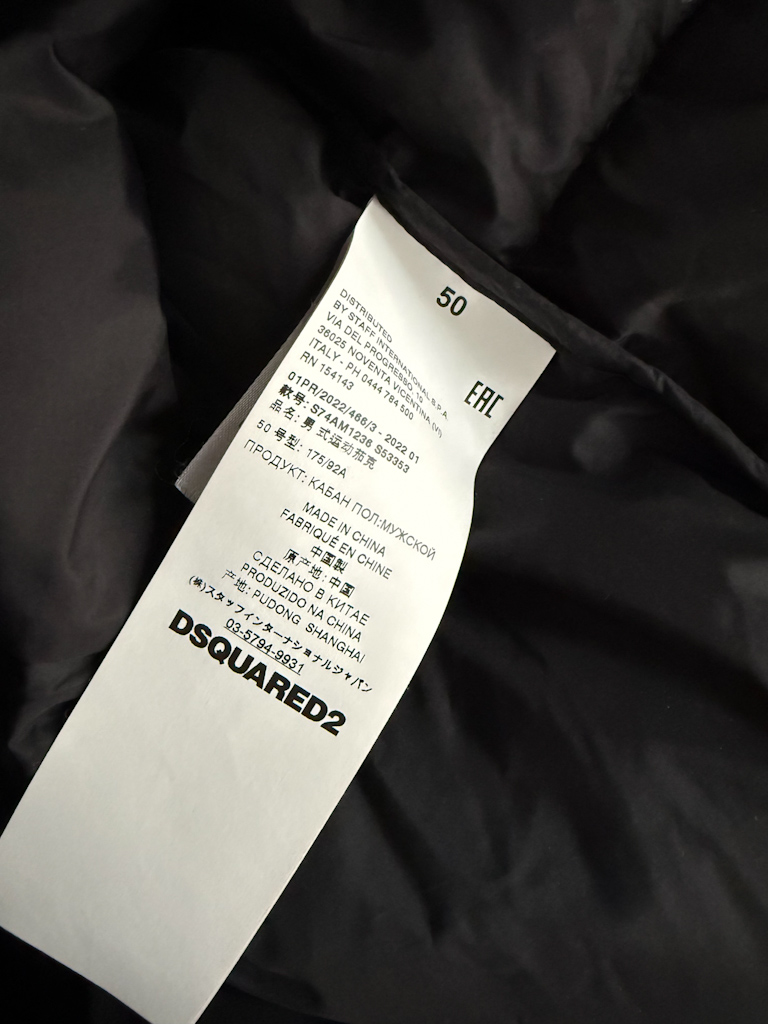 50
DISTRIBUTED
BY STAFF INTERNATIONAL S.P.A.
VIA DEL PROGRESSO, 10
36025 NOVENTA VICENTINA (VI)
ITALY - PH 0444 784 500
RN 154143
EAC
01PR/2022/466/3 - 2022 01
款号: S74AM1236 S53353
品名: 男式运动茄克
50 号型: 175/92A
ПРОДУКТ: КАБАН ПОЛ:МУЖСКОЙ
MADE IN CHINA
FABRIQUÉ EN CHINE
中国製
原产地: 中国
СДЕЛАНО В КИТАЕ
PRODUZIDO NA CHINA
产地: PUDONG SHANGHAI
(株)スタッフインターナショナルジャパン
03-5794-9931
DSQUARED2